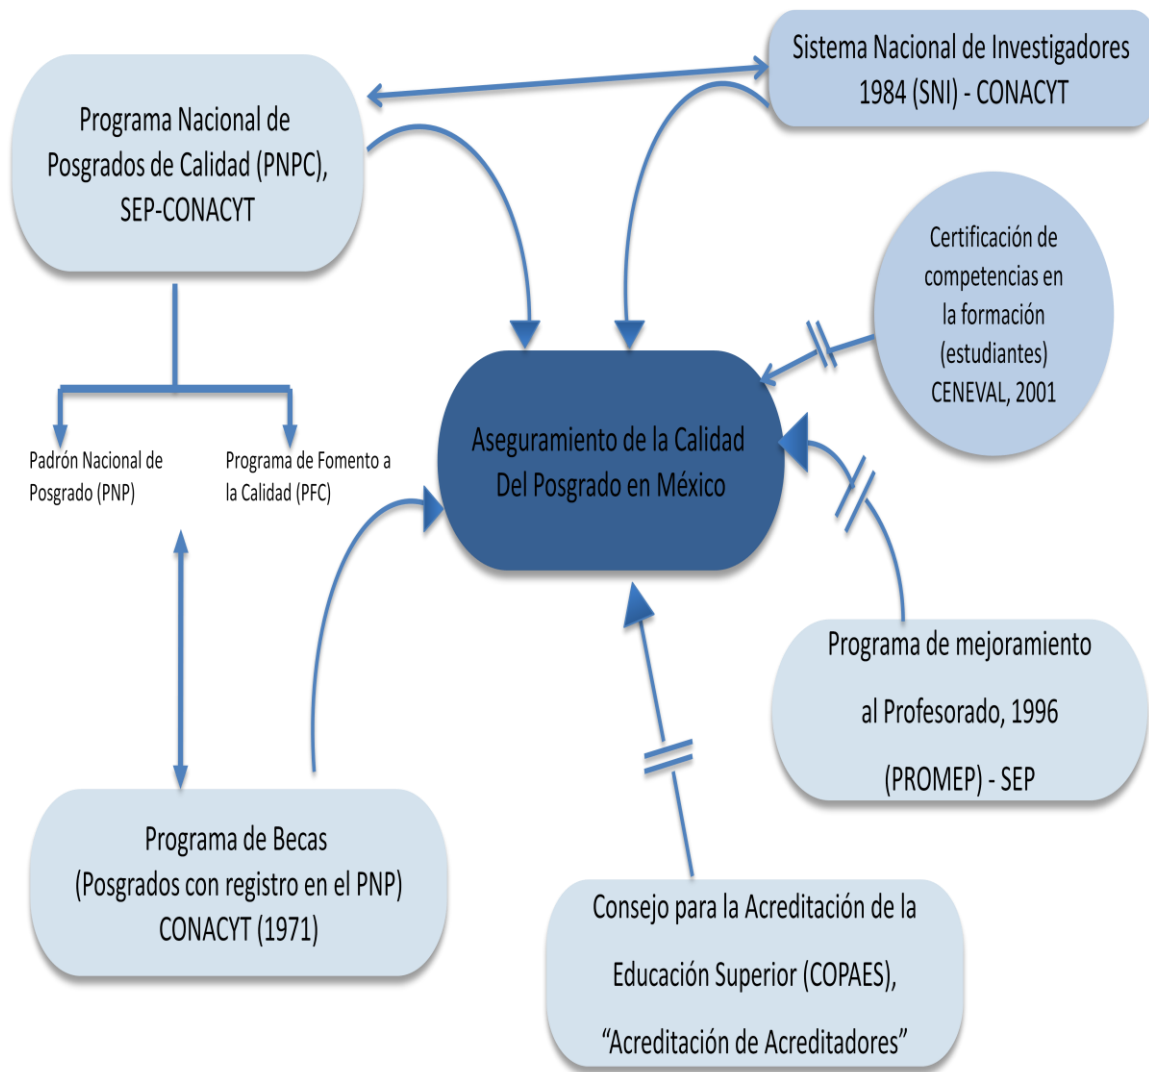 Sistema Nacional de Investigadores
1984 (SNI) - CONACYT
Programa Nacional de
Posgrados de Calidad (PNPC),
SEP-CONACYT
Certificación de
competencias en
la formación
(estudiantes)
CENEVAL, 2001
Aseguramiento de la Calidad
Del Posgrado en México
Padrón Nacional de
Posgrado (PNP)
Programa de Fomento a
la Calidad (PFC)
Programa de mejoramiento
al Profesorado, 1996
(PROMEP) - SEP
Programa de Becas
(Posgrados con registro en el PNP)
CONACYT (1971)
Consejo para la Acreditación de la
Educación Superior (COPAES),
“Acreditación de Acreditadores”